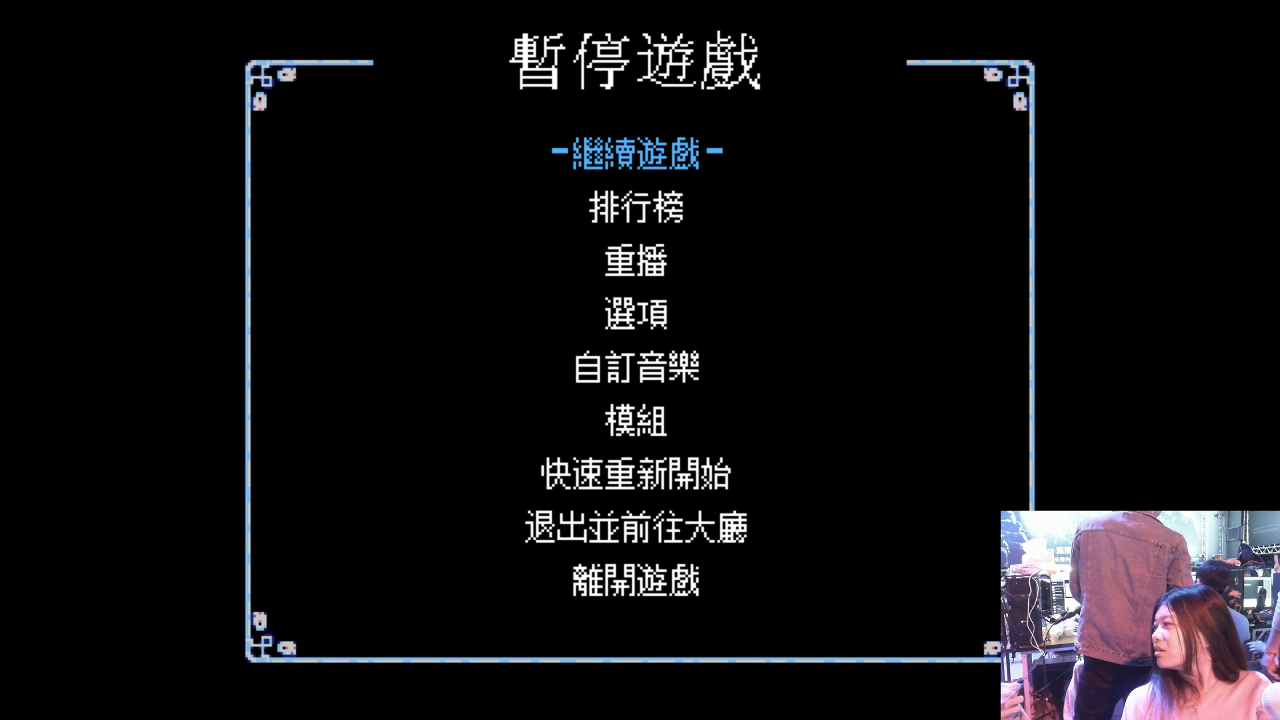 暫停遊戲
-繼續遊戲-
排行榜
重播
選項
自訂音樂
模組
快速重新開始
退出並前往大廳
離開遊戲